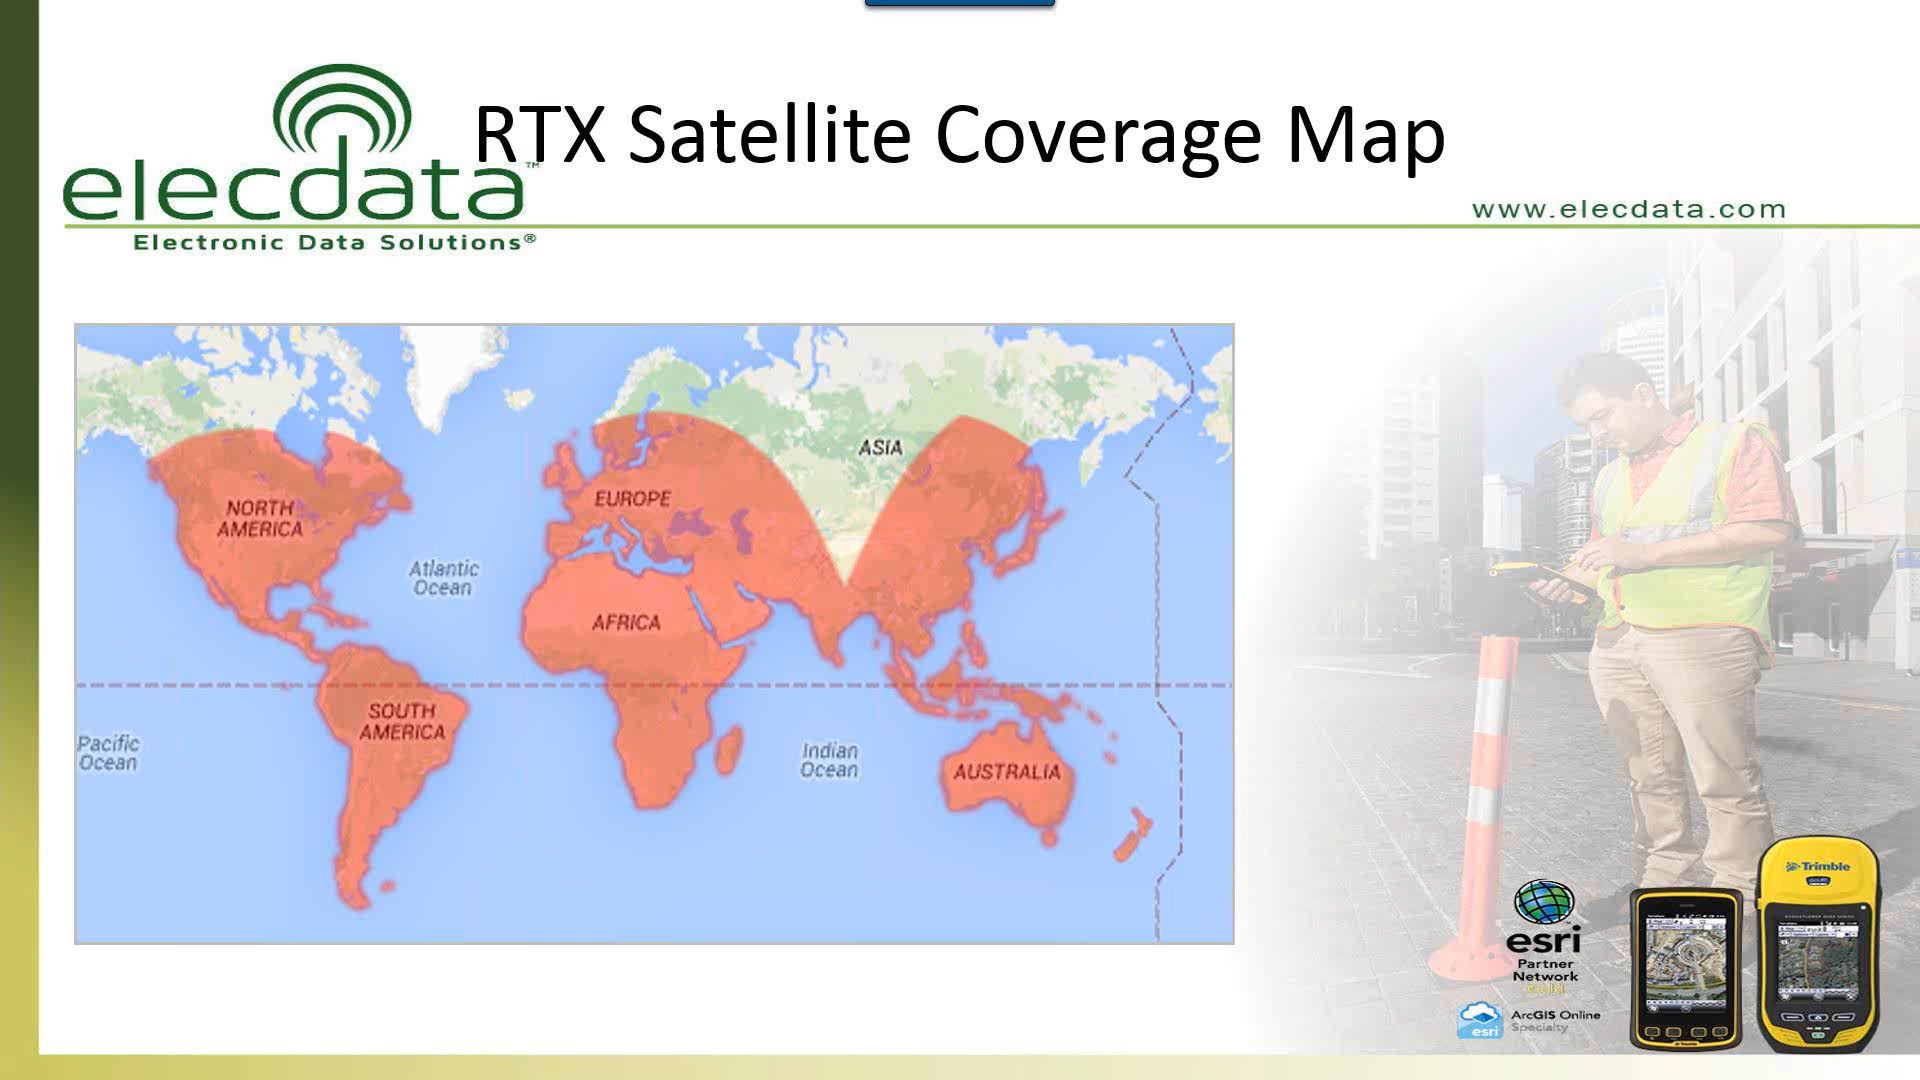 RTX Satellite Coverage Map
elecdata™
www.elecdata.com
Electronic Data Solutions®
ASIA
NORTH
AMERICA
EUROPE
Atlantic
Ocean
AFRICA
SOUTH
AMERICA
Pacific
Ocean
Indian
Ocean
AUSTRALIA
Trimble
esri
Partner
Network
Gold
esri
ArcGIS Online
Specialty
Trimble